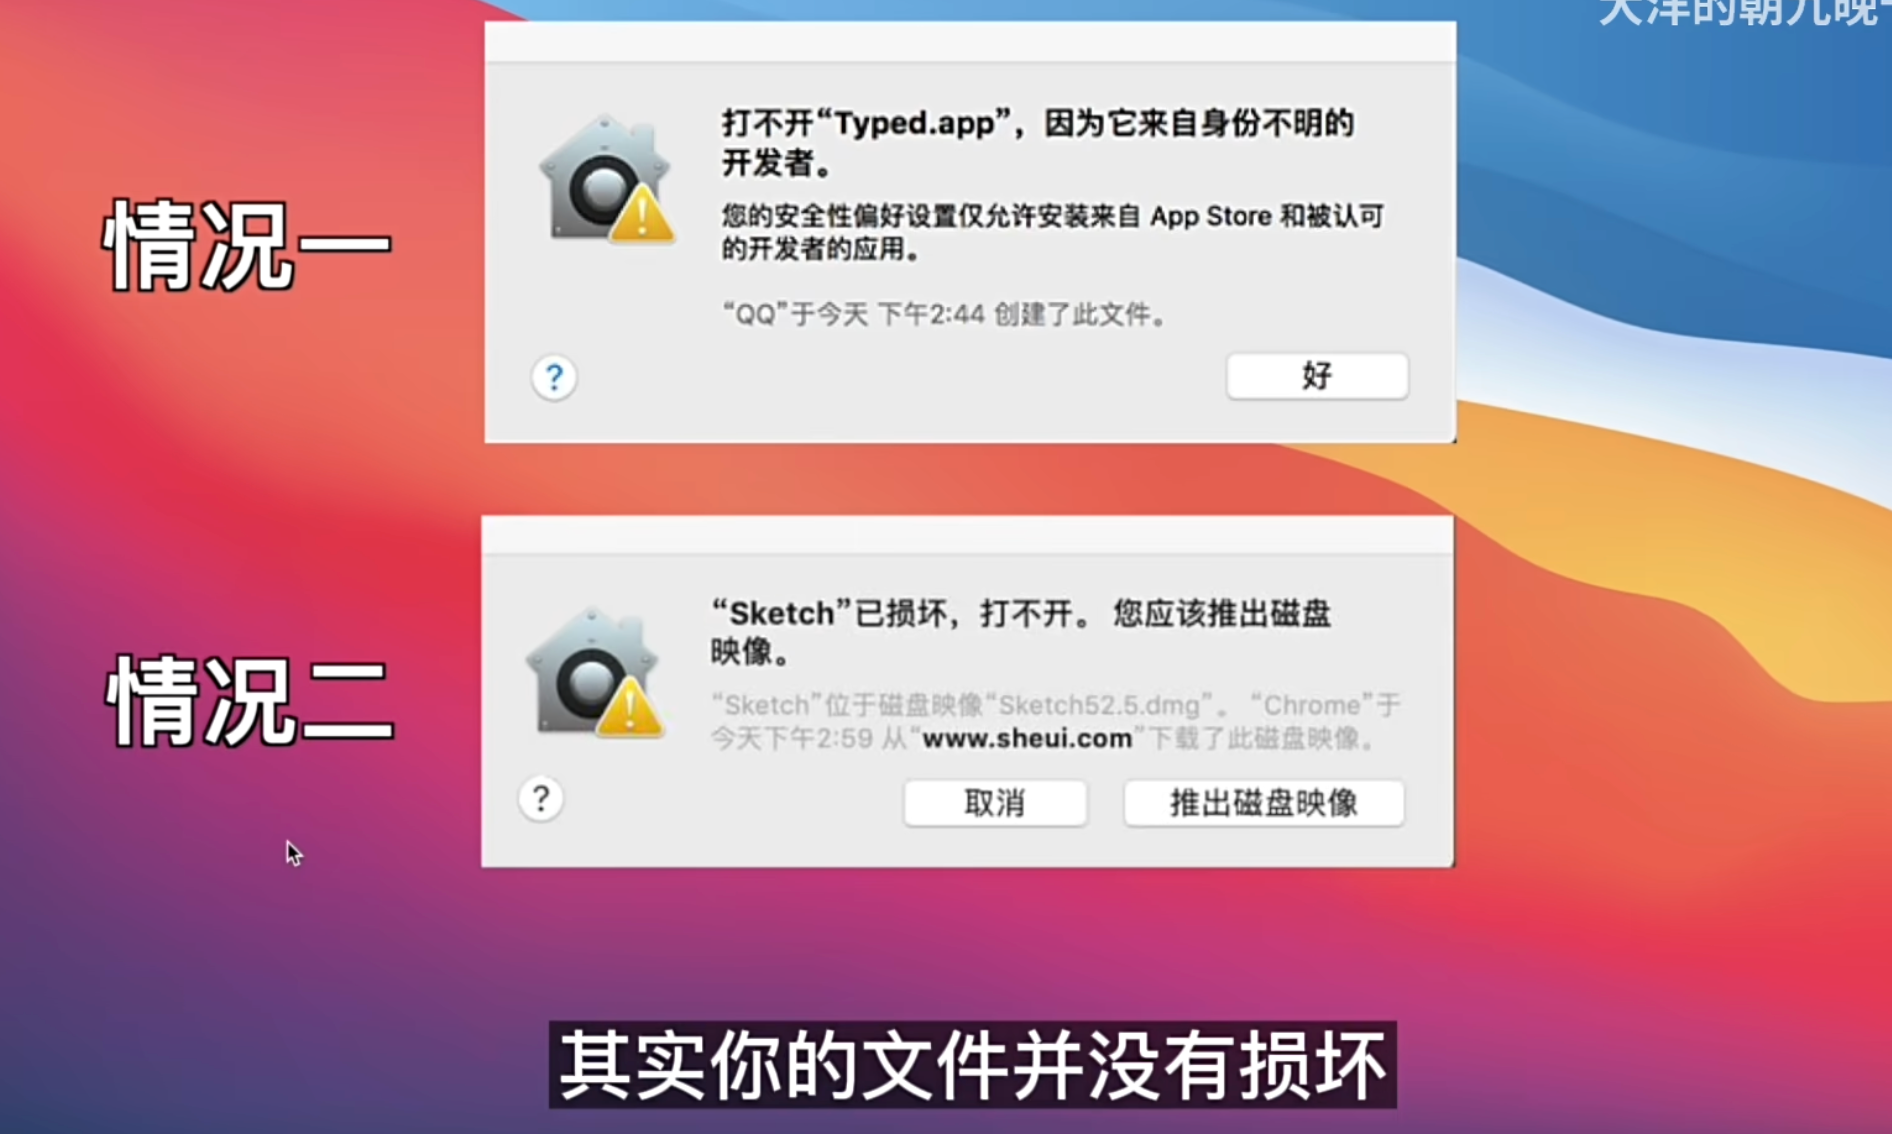 大洋的朝九晚
情况一
打不开“Typed.app”，因为它来自身份不明的
开发者。
您的安全性偏好设置仅允许安装来自 App Store 和被认可
的开发者的应用。
“QQ”于今天 下午2:44 创建了此文件。
?
好
情况二
“Sketch”已损坏，打不开。 您应该推出磁盘
映像。
“Sketch”位于磁盘映像“Sketch52.5.dmg”。 “Chrome”于
今天下午2:59 从“www.sheui.com”下载了此磁盘映像。
?
取消
推出磁盘映像
其实你的文件并没有损坏